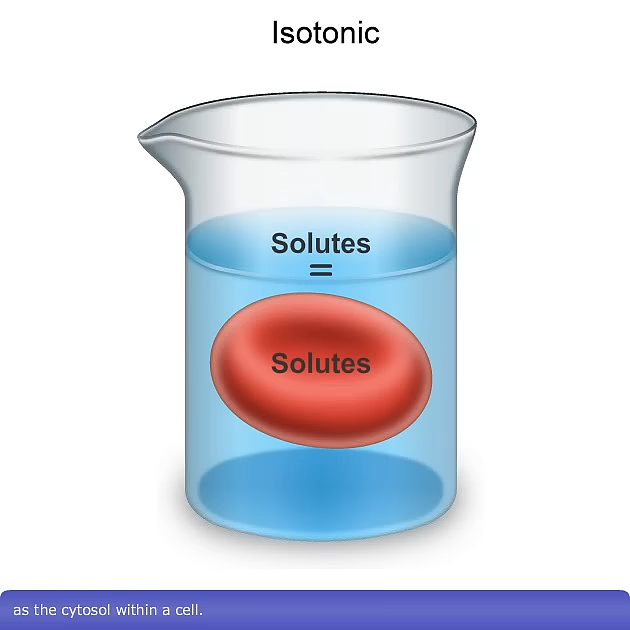 Isotonic
Solutes
=
Solutes
as the cytosol within a cell.